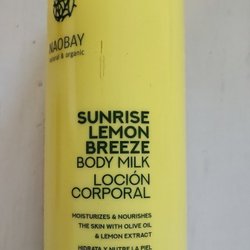 NAOBAY
natural & organic
SUNRISE
LEMON
BREEZE
BODY MILK
LOCIÓN
CORPORAL
MOISTURIZES & NOURISHES
THE SKIN WITH OLIVE OIL
& LEMON EXTRACT
HIDRATA Y NUTRE LA PIEL